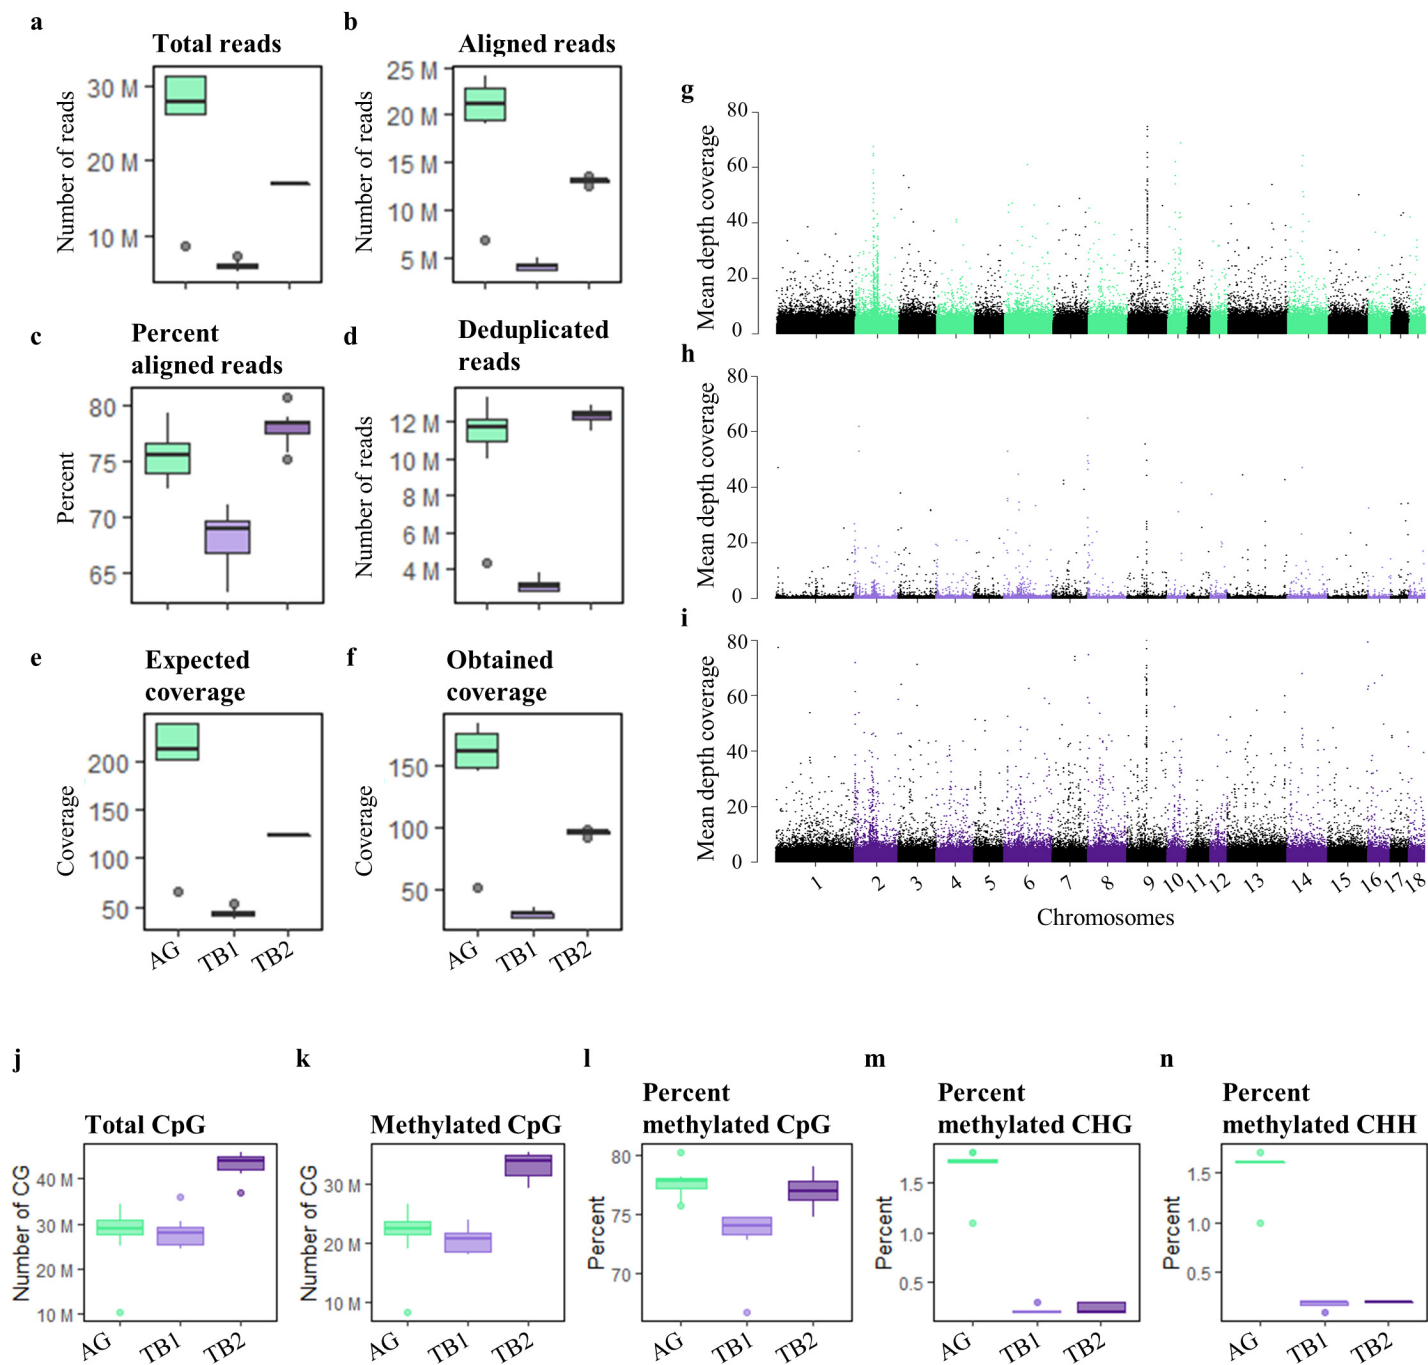 a
Total reads
Number of reads
30 M
20 M
10 M
b
Aligned reads
Number of reads
25 M
20 M
15 M
10 M
5 M
c
Percent
aligned reads
Percent
80
75
70
65
d
Deduplicated
reads
Number of reads
12 M
10 M
8 M
6 M
4 M
e
Expected
coverage
Coverage
200
150
100
50
AG
TB1
TB2
f
Obtained
coverage
Coverage
150
100
50
AG
TB1
TB2
g
Mean depth coverage
80
60
40
20
0
h
Mean depth coverage
80
60
40
20
0
i
Mean depth coverage
80
60
40
20
0
1 2 3 4 5 6 7 8 9 10 11 12 13 14 15 16 17 18
Chromosomes
j
Total CpG
Number of CG
40 M
30 M
20 M
10 M
AG
TB1
TB2
k
Methylated CpG
Number of CG
30 M
20 M
10 M
AG
TB1
TB2
l
Percent
methylated CpG
Percent
80
75
70
AG
TB1
TB2
m
Percent
methylated CHG
Percent
1.5
1.0
0.5
AG
TB1
TB2
n
Percent
methylated CHH
Percent
1.5
1.0
0.5
AG
TB1
TB2